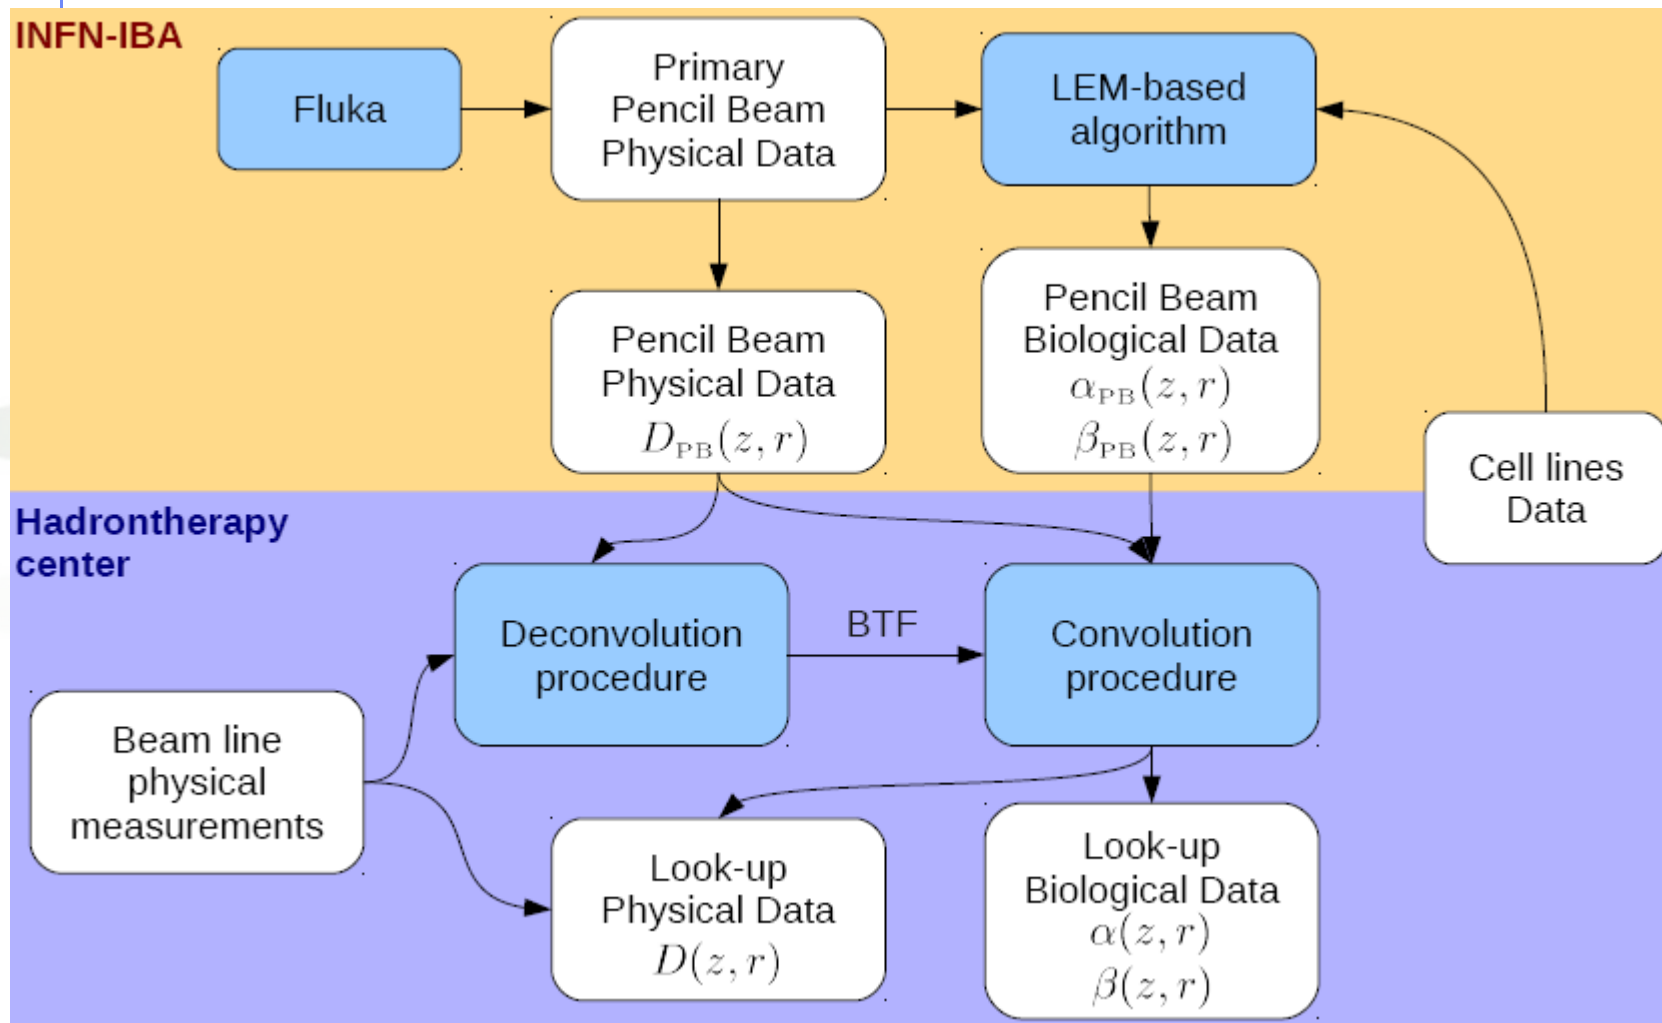 INFN-IBA
Fluka
Primary
Pencil Beam
Physical Data
LEM-based
algorithm
Pencil Beam
Physical Data
D_PB(z, r)
Pencil Beam
Biological Data
α_PB(z, r)
β_PB(z, r)
Cell lines
Data
Hadrontherapy
center
Deconvolution
procedure
BTF
Convolution
procedure
Beam line
physical
measurements
Look-up
Physical Data
D(z, r)
Look-up
Biological Data
α(z, r)
β(z, r)